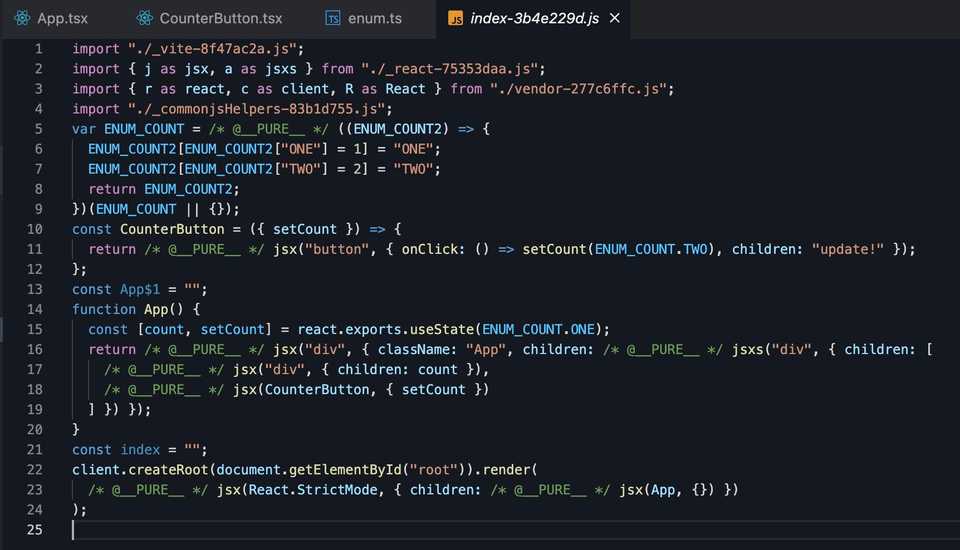 App.tsx CounterButton.tsx TS enum.ts JS index-3b4e229d.js ×
1 import "./_vite-8f47ac2a.js";
2 import { j as jsx, a as jsxs } from "./_react-75353daa.js";
3 import { r as react, c as client, R as React } from "./vendor-277c6ffc.js";
4 import "./_commonjsHelpers-83b1d755.js";
5 var ENUM_COUNT = /* @__PURE__ */ ((ENUM_COUNT2) => {
6   ENUM_COUNT2[ENUM_COUNT2["ONE"] = 1] = "ONE";
7   ENUM_COUNT2[ENUM_COUNT2["TWO"] = 2] = "TWO";
8   return ENUM_COUNT2;
9 })(ENUM_COUNT || {});
10 const CounterButton = ({ setCount }) => {
11   return /* @__PURE__ */ jsx("button", { onClick: () => setCount(ENUM_COUNT.TWO), children: "update!" });
12 };
13 const App$1 = "";
14 function App() {
15   const [count, setCount] = react.exports.useState(ENUM_COUNT.ONE);
16   return /* @__PURE__ */ jsx("div", { className: "App", children: /* @__PURE__ */ jsxs("div", { children: [
17     /* @__PURE__ */ jsx("div", { children: count }),
18     /* @__PURE__ */ jsx(CounterButton, { setCount })
19   ] }) });
20 }
21 const index = "";
22 client.createRoot(document.getElementById("root")).render(
23   /* @__PURE__ */ jsx(React.StrictMode, { children: /* @__PURE__ */ jsx(App, {}) })
24 );
25